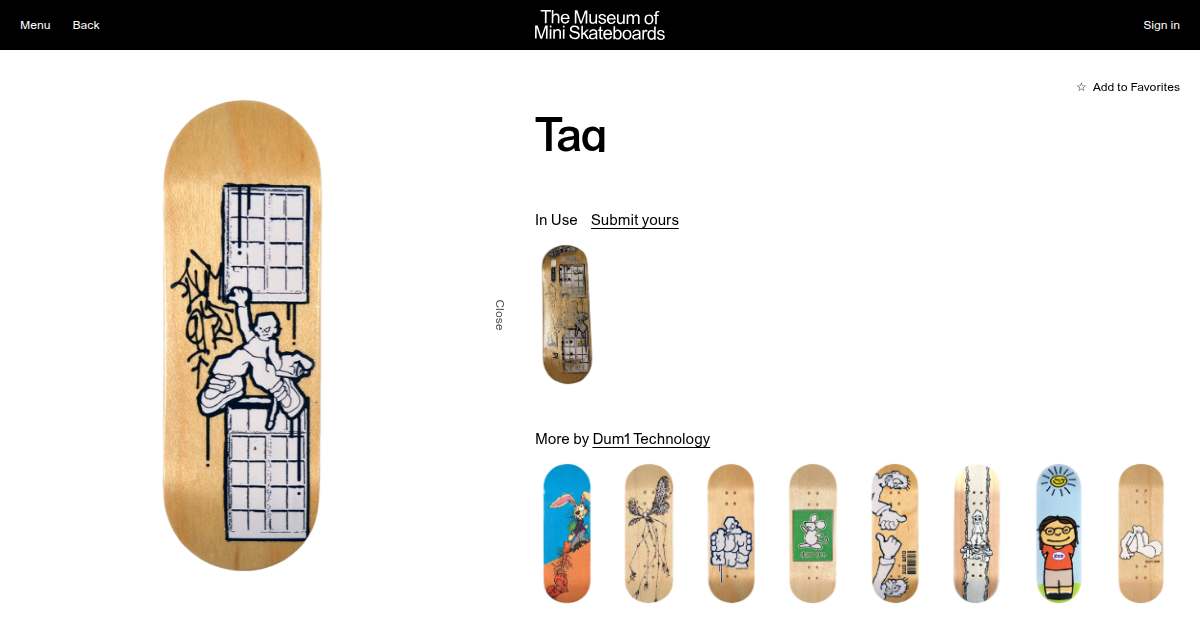 Menu
Back
The Museum of
Mini Skateboards
Sign in
☆ Add to Favorites
Tag
In Use
Submit yours
Close
More by Dum1 Technology